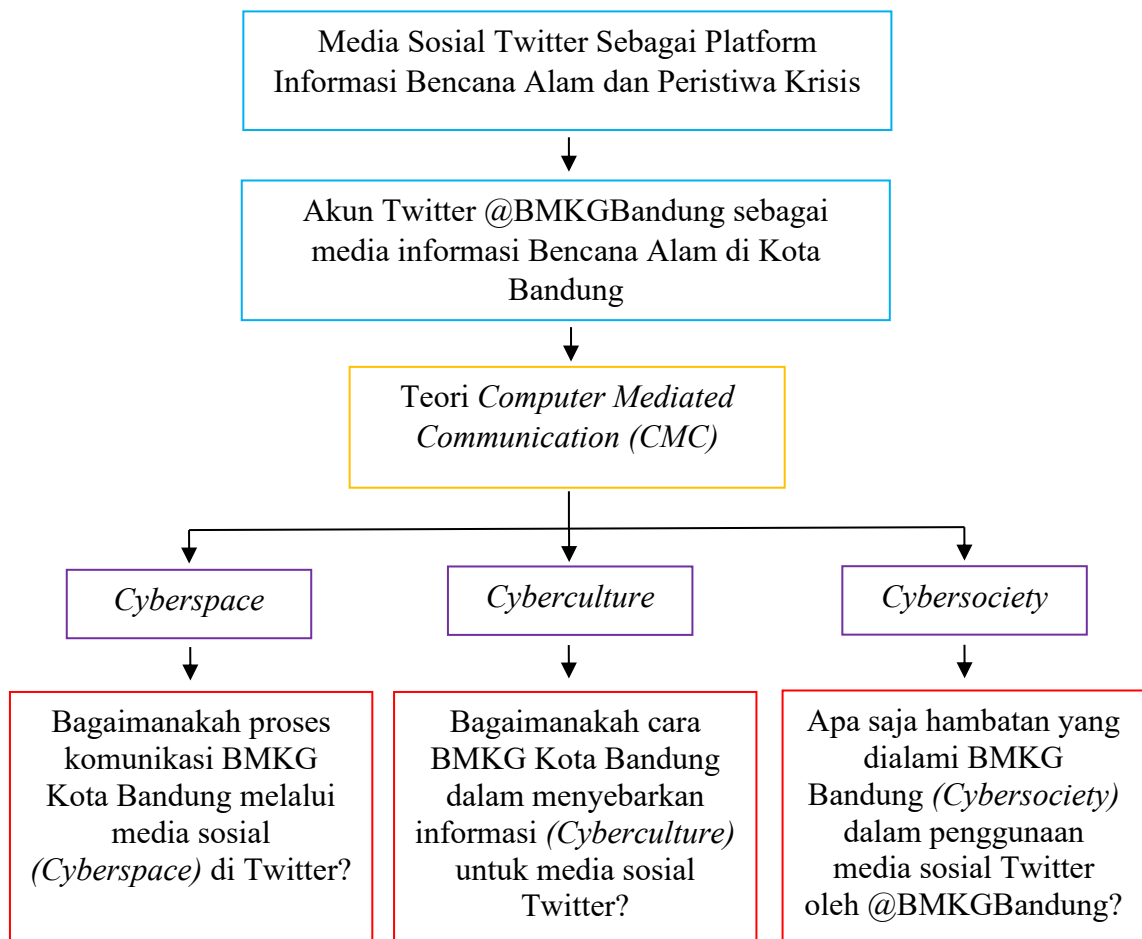 Media Sosial Twitter Sebagai Platform
Informasi Bencana Alam dan Peristiwa Krisis
Akun Twitter @BMKGBandung sebagai
media informasi Bencana Alam di Kota
Bandung
Teori Computer Mediated
Communication (CMC)
Cyberspace
Cyberculture
Cybersociety
Bagaimanakah proses
komunikasi BMKG
Kota Bandung melalui
media sosial
(Cyberspace) di Twitter?
Bagaimanakah cara
BMKG Kota Bandung
dalam menyebarkan
informasi (Cyberculture)
untuk media sosial
Twitter?
Apa saja hambatan yang
dialami BMKG
Bandung (Cybersociety)
dalam penggunaan
media sosial Twitter
oleh @BMKGBandung?